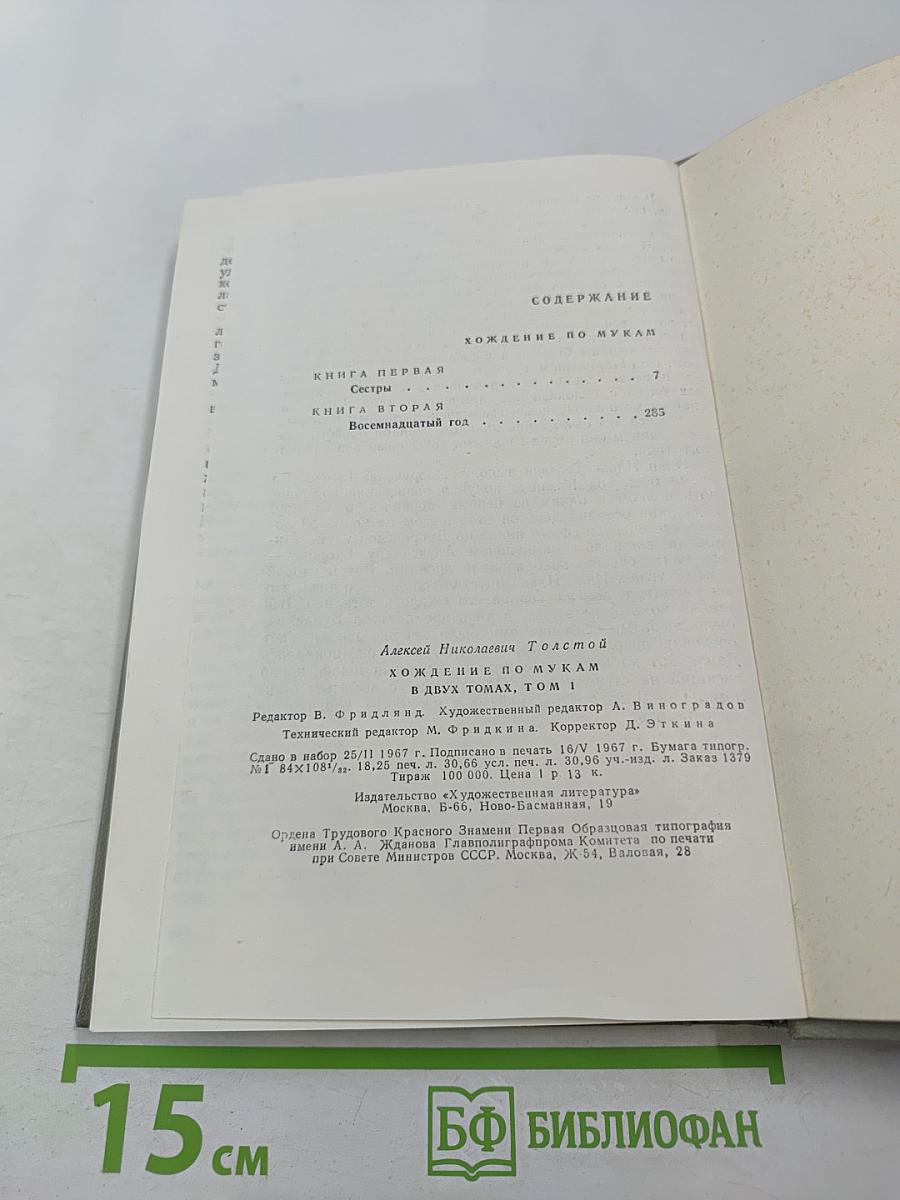 СОДЕРЖАНИЕ
ХОЖДЕНИЕ ПО МУКАМ
КНИГА ПЕРВАЯ
Сестры . . . . . . . . . . . . . . 7
КНИГА ВТОРАЯ
Восемнадцатый год . . . . . . . . . . 285
Алексей Николаевич Толстой
ХОЖДЕНИЕ ПО МУКАМ
В ДВУХ ТОМАХ, ТОМ 1
Редактор В. Фридлянд. Художественный редактор А. Виноградов
Технический редактор М. Фридкина. Корректор Д. Эткина
Сдано в набор 25/II 1967 г. Подписано в печать 16/V 1967 г. Бумага типогр.
№1 84×108¹/₃₂. 18,25 печ. л. 30,66 усл. печ. л. 30,96 уч.-изд. л. Заказ 1379
Тираж 100 000. Цена 1 р 13 к.
Издательство «Художественная литература»
Москва, Б-66, Ново-Басманная, 19
Ордена Трудового Красного Знамени Первая Образцовая типография
имени А. А. Жданова Главполиграфпрома Комитета по печати
при Совете Министров СССР. Москва, Ж-54, Валовая, 28
15 см
БФ БИБЛИОФАН